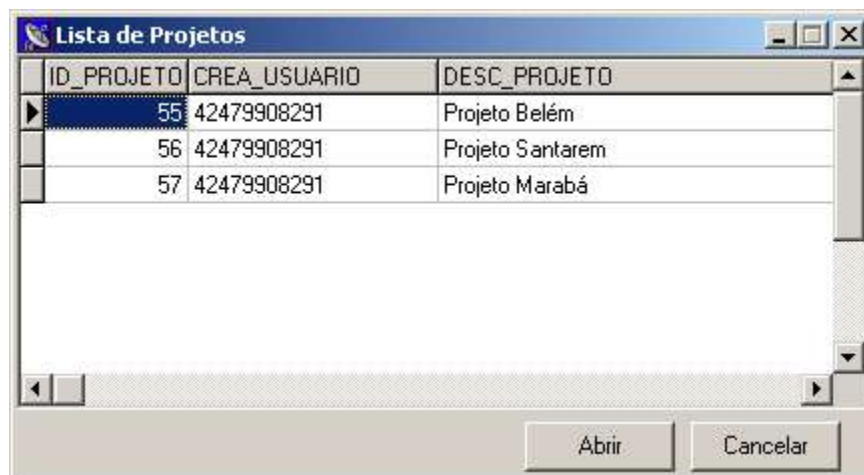 Lista de Projetos
ID_PROJETO CREA_USUARIO DESC_PROJETO
55 42479908291 Projeto Belém
56 42479908291 Projeto Santarem
57 42479908291 Projeto Marabá
Abrir Cancelar